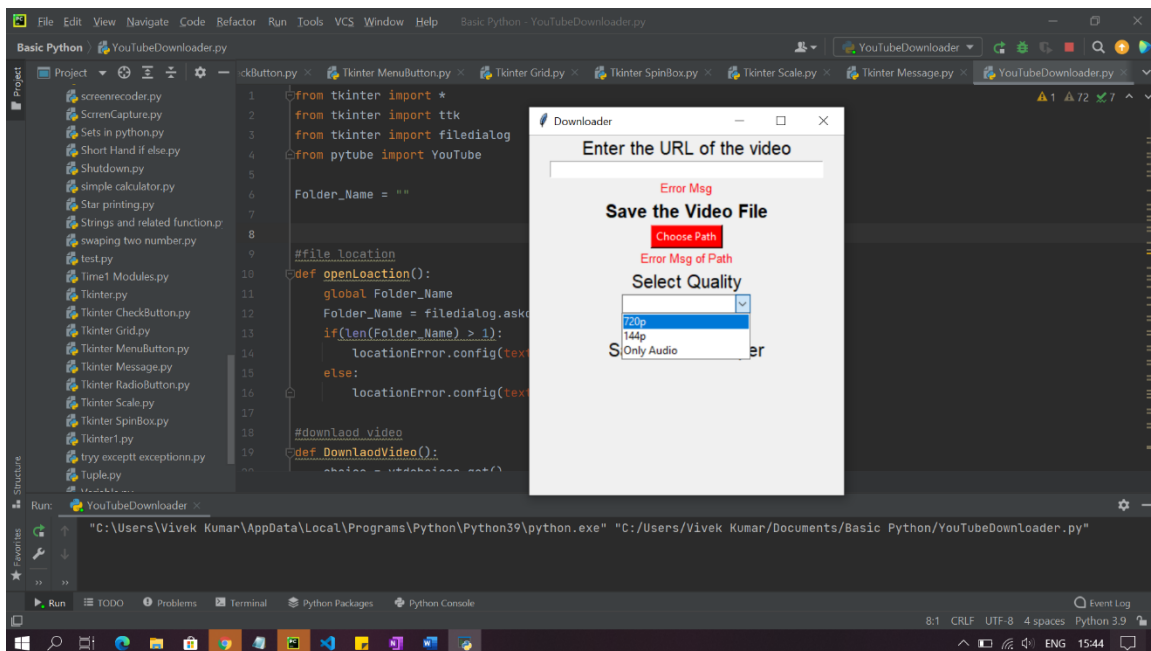 File Edit View Navigate Code Refactor Run Tools VCS Window Help Basic Python - YouTubeDownloader.py
Basic Python YouTubeDownloader.py
YouTubeDownloader
Project
Project
ckButton.py Tkinter MenuButton.py Tkinter Grid.py Tkinter SpinBox.py Tkinter Scale.py Tkinter Message.py YouTubeDownloader.py
screenrecoder.py
ScrrenCapture.py
Sets in python.py
Short Hand if else.py
Shutdown.py
simple calculator.py
Star printing.py
Strings and related function.p
swaping two number.py
test.py
Time1 Modules.py
Tkinter.py
Tkinter CheckButton.py
Tkinter Grid.py
Tkinter MenuButton.py
Tkinter Message.py
Tkinter RadioButton.py
Tkinter Scale.py
Tkinter SpinBox.py
Tkinter1.py
tryy exceptt exceptionn.py
Tuple.py
1 from tkinter import *
2 from tkinter import ttk
3 from tkinter import filedialog
4 from pytube import YouTube
5
6 Folder_Name = ""
7
8
9 #file location
10 def openLoaction():
11 global Folder_Name
12 Folder_Name = filedialog.askd
13 if(len(Folder_Name) > 1):
14 locationError.config(text
15 else:
16 locationError.config(text
17
18 #downlaod video
19 def DownlaodVideo():
1 72 7
Downloader
Enter the URL of the video
Error Msg
Save the Video File
Choose Path
Error Msg of Path
Select Quality
720p
144p
Only Audio
S er
Structure
Favorites
Run: YouTubeDownloader
"C:\Users\Vivek Kumar\AppData\Local\Programs\Python\Python39\python.exe" "C:/Users/Vivek Kumar/Documents/Basic Python/YouTubeDownloader.py"
Run TODO Problems Terminal Python Packages Python Console Event Log
8:1 CRLF UTF-8 4 spaces Python 3.9
ENG 15:44